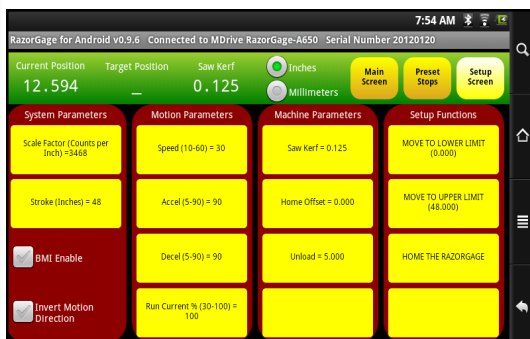 7:54 AM
RazorGage for Android v0.9.6 Connected to MDrive RazorGage-A650 Serial Number 20120120
Current Position Target Position Saw Kerf
12.594 _ 0.125
Inches
Millimeters
Main
Screen
Preset
Stops
Setup
Screen
System Parameters
Scale Factor (Counts per
Inch) =3468
Stroke (Inches) = 48
BMI Enable
Invert Motion
Direction
Motion Parameters
Speed (10-60) = 30
Accel (5-90) = 90
Decel (5-90) = 90
Run Current % (30-100) =
100
Machine Parameters
Saw Kerf = 0.125
Home Offset = 0.000
Unload = 5.000
Setup Functions
MOVE TO LOWER LIMIT
(0.000)
MOVE TO UPPER LIMIT
(48.000)
HOME THE RAZORGAGE